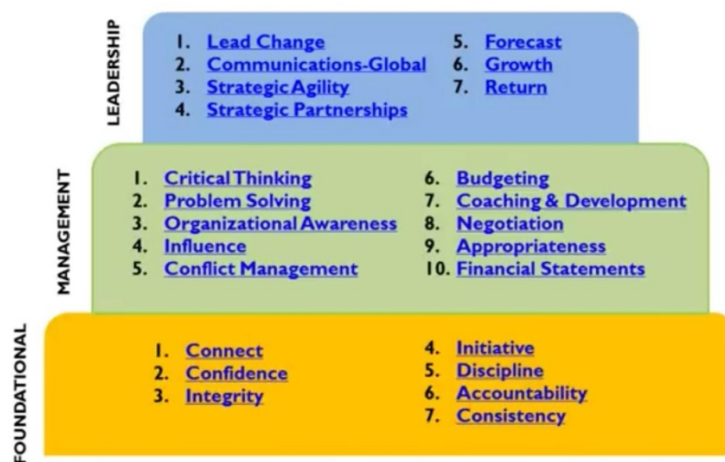 LEADERSHIP
1. Lead Change
2. Communications-Global
3. Strategic Agility
4. Strategic Partnerships
5. Forecast
6. Growth
7. Return
MANAGEMENT
1. Critical Thinking
2. Problem Solving
3. Organizational Awareness
4. Influence
5. Conflict Management
6. Budgeting
7. Coaching & Development
8. Negotiation
9. Appropriateness
10. Financial Statements
FOUNDATIONAL
1. Connect
2. Confidence
3. Integrity
4. Initiative
5. Discipline
6. Accountability
7. Consistency